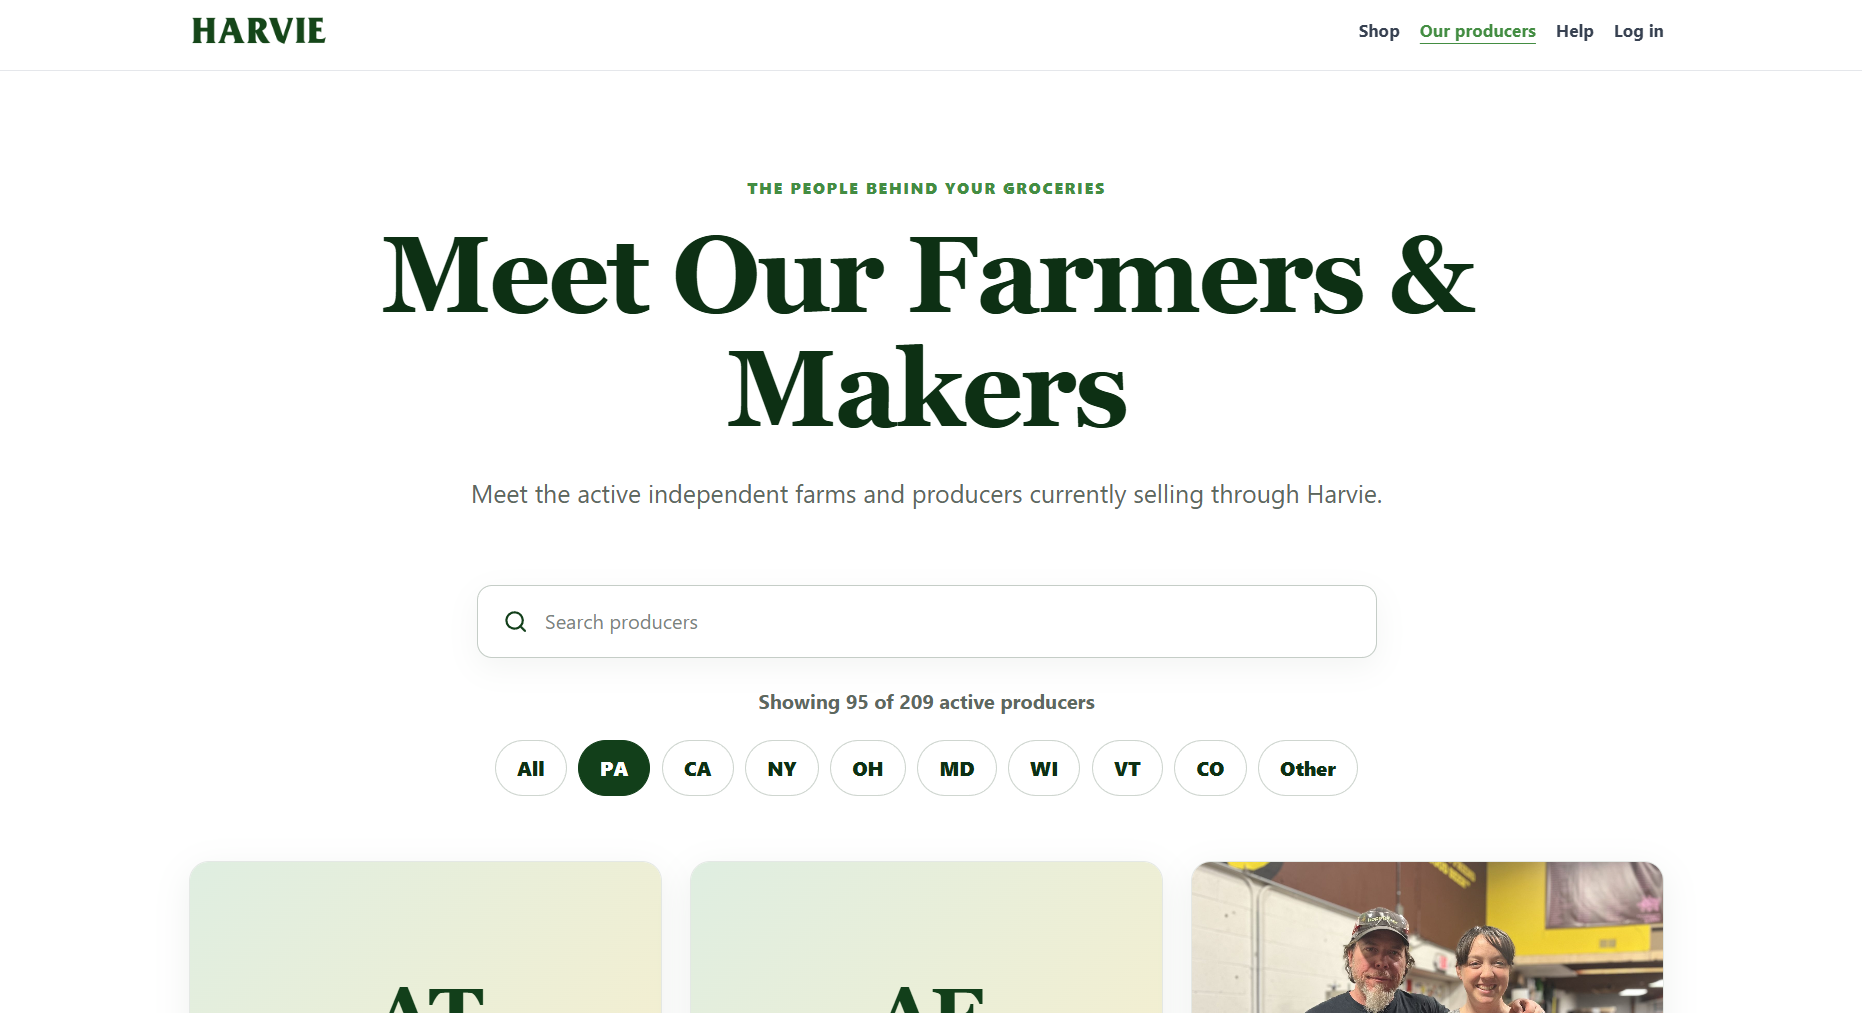 HARVIE
Shop Our producers Help Log in
THE PEOPLE BEHIND YOUR GROCERIES
Meet Our Farmers &
Makers
Meet the active independent farms and producers currently selling through Harvie.
Search producers
Showing 95 of 209 active producers
All PA CA NY OH MD WI VT CO Other